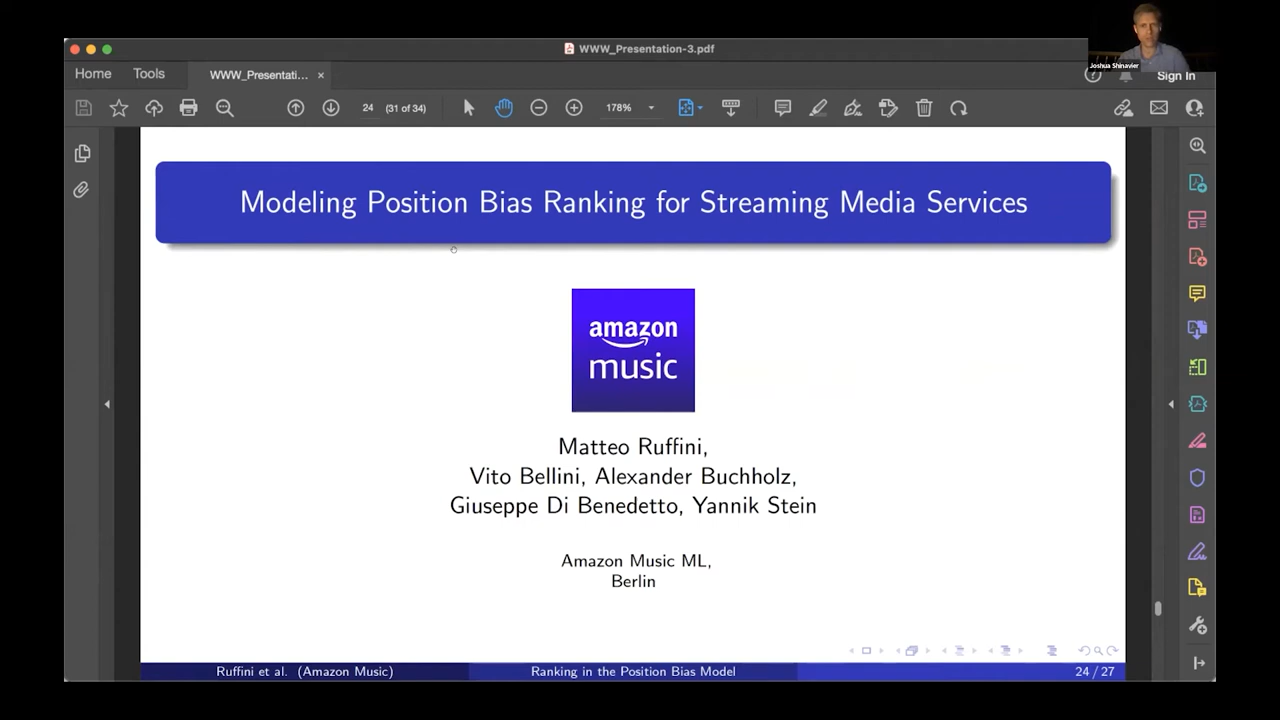 Joshua Shinavier
WWW_Presentation-3.pdf
Home Tools WWW_Presentati... × Sign In
24 (31 of 34) 178%
Modeling Position Bias Ranking for Streaming Media Services
amazon
music
Matteo Ruffini,
Vito Bellini, Alexander Buchholz,
Giuseppe Di Benedetto, Yannik Stein
Amazon Music ML,
Berlin
Ruffini et al. (Amazon Music) Ranking in the Position Bias Model 24 / 27